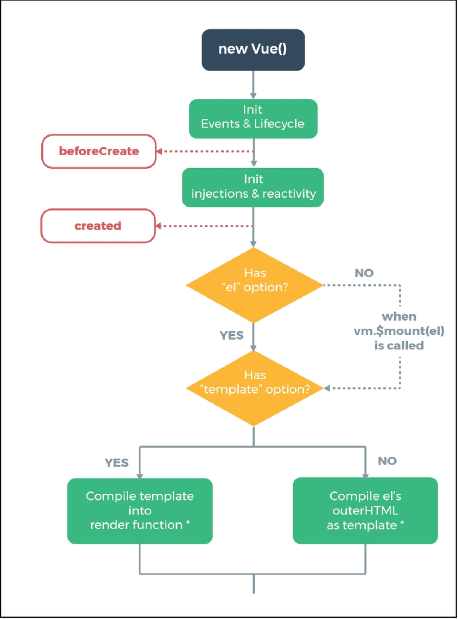 new Vue()
Init
Events & Lifecycle
beforeCreate
Init
injections & reactivity
created
Has
"el" option?
NO
when
vm.$mount(el)
is called
YES
Has
"template" option?
YES
NO
Compile template
into
render function *
Compile el's
outerHTML
as template *